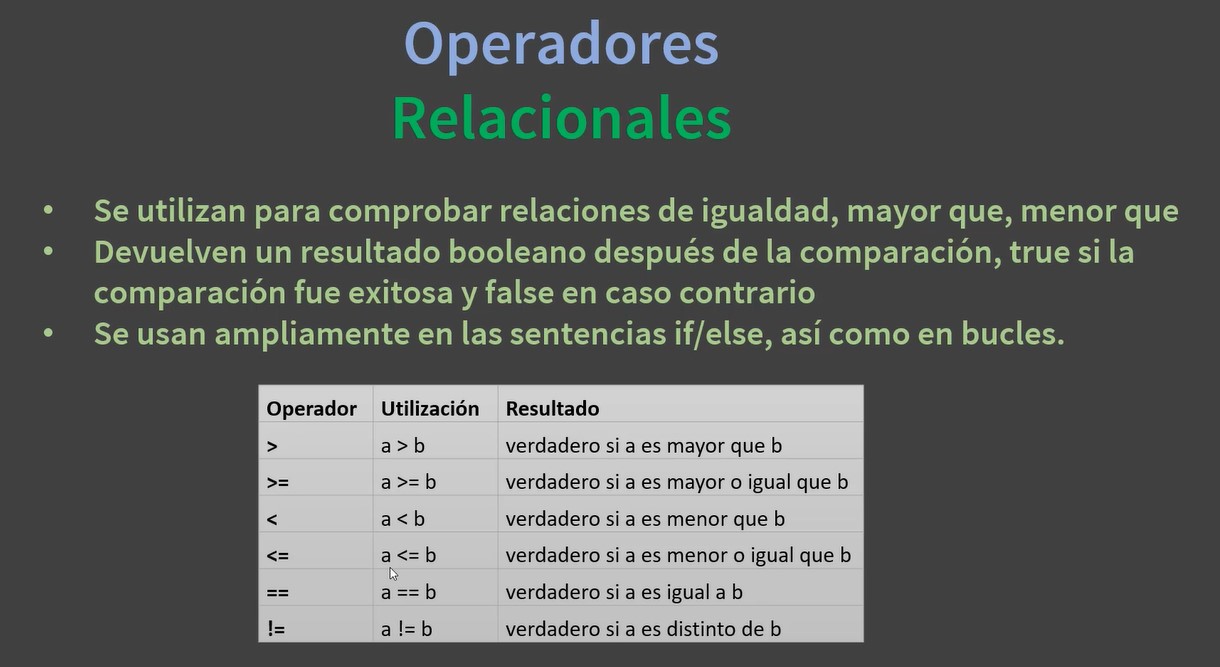 Operadores
Relacionales
• Se utilizan para comprobar relaciones de igualdad, mayor que, menor que
• Devuelven un resultado booleano después de la comparación, true si la
comparación fue exitosa y false en caso contrario
• Se usan ampliamente en las sentencias if/else, así como en bucles.
Operador Utilización Resultado
> a > b verdadero si a es mayor que b
>= a >= b verdadero si a es mayor o igual que b
< a < b verdadero si a es menor que b
<= a <= b verdadero si a es menor o igual que b
== a == b verdadero si a es igual a b
!= a != b verdadero si a es distinto de b